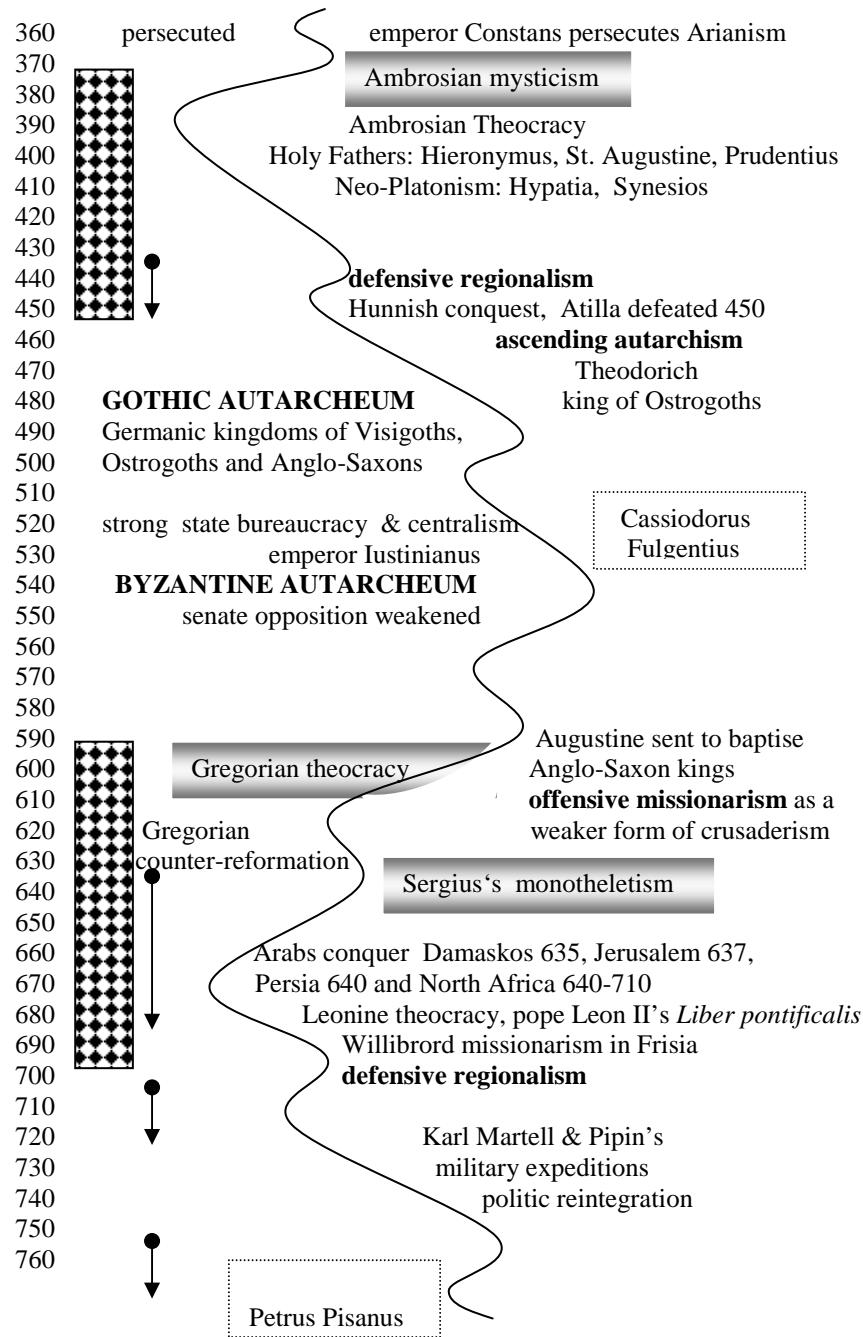 360 persecuted emperor Constans persecutes Arianism
370
Ambrosian mysticism
380
390 Ambrosian Theocracy
400 Holy Fathers: Hieronymus, St. Augustine, Prudentius
410 Neo-Platonism: Hypatia, Synesios
420
430
440 defensive regionalism
450 Hunnish conquest, Atilla defeated 450
460 ascending autarchism
470 Theodorich
480 GOTHIC AUTARCHEUM king of Ostrogoths
490 Germanic kingdoms of Visigoths,
500 Ostrogoths and Anglo-Saxons
510
520 strong state bureaucracy & centralism Cassiodorus
530 emperor Iustinianus Fulgentius
540 BYZANTINE AUTARCHEUM
550 senate opposition weakened
560
570
580
590 Augustine sent to baptise
600 Gregorian theocracy Anglo-Saxon kings
610 offensive missionarism as a
620 Gregorian weaker form of crusaderism
630 counter-reformation
640 Sergius‘s monotheletism
650
660 Arabs conquer Damaskos 635, Jerusalem 637,
670 Persia 640 and North Africa 640-710
680 Leonine theocracy, pope Leon II's Liber pontificalis
690 Willibrord missionarism in Frisia
700 defensive regionalism
710
720 Karl Martell & Pipin's
730 military expeditions
740 politic reintegration
750
760
Petrus Pisanus